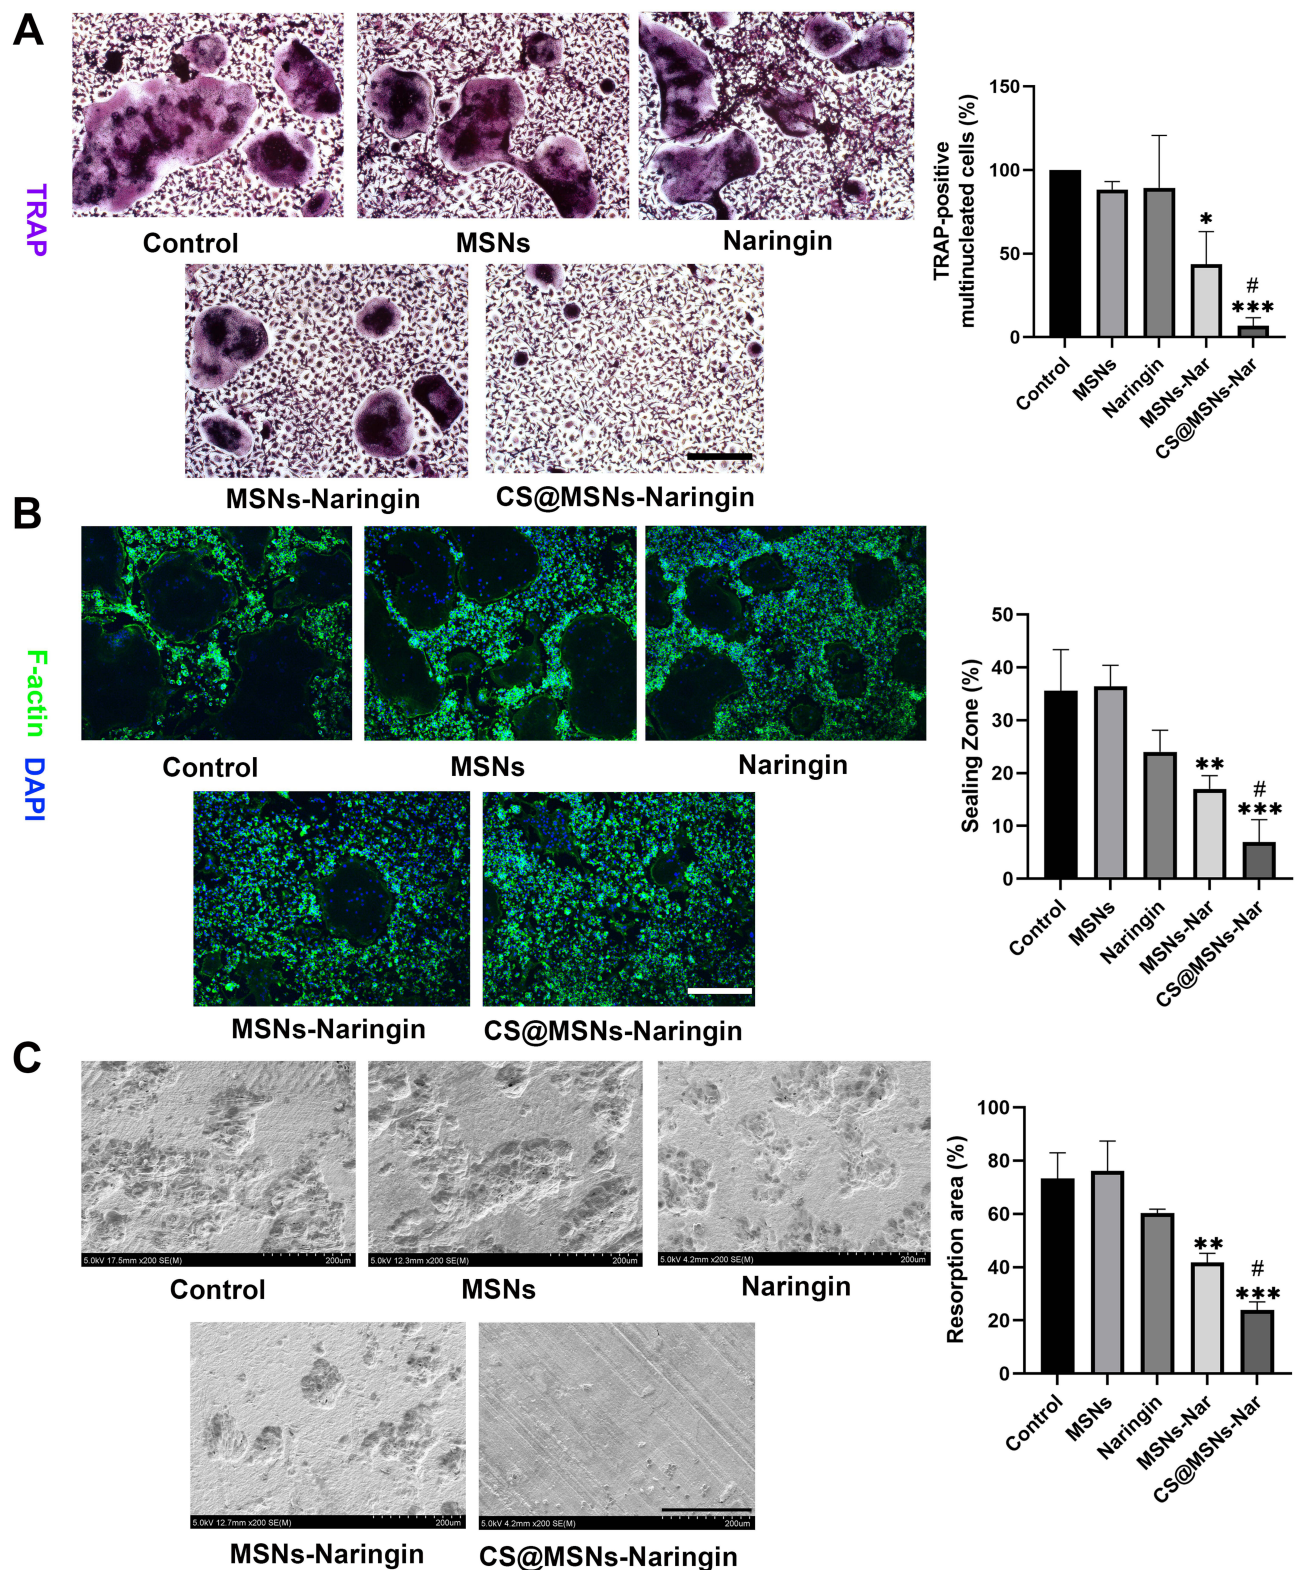 A
TRAP
Control
MSNs
Naringin
MSNs-Naringin
CS@MSNs-Naringin
TRAP-positive
multinucleated cells (%)
150
100
50
0
*
#
***
Control
MSNs
Naringin
MSNs-Nar
CS@MSNs-Nar
B
F-actin DAPI
Control
MSNs
Naringin
MSNs-Naringin
CS@MSNs-Naringin
Sealing Zone (%)
50
40
30
20
10
0
**
#
***
Control
MSNs
Naringin
MSNs-Nar
CS@MSNs-Nar
C
5.0kV 17.5mm x200 SE(M) 200um
5.0kV 12.3mm x200 SE(M) 200um
5.0kV 4.2mm x200 SE(M) 200um
Control
MSNs
Naringin
5.0kV 12.7mm x200 SE(M) 200um
5.0kV 4.2mm x200 SE(M) 200um
MSNs-Naringin
CS@MSNs-Naringin
Resorption area (%)
100
80
60
40
20
0
**
#
***
Control
MSNs
Naringin
MSNs-Nar
CS@MSNs-Nar